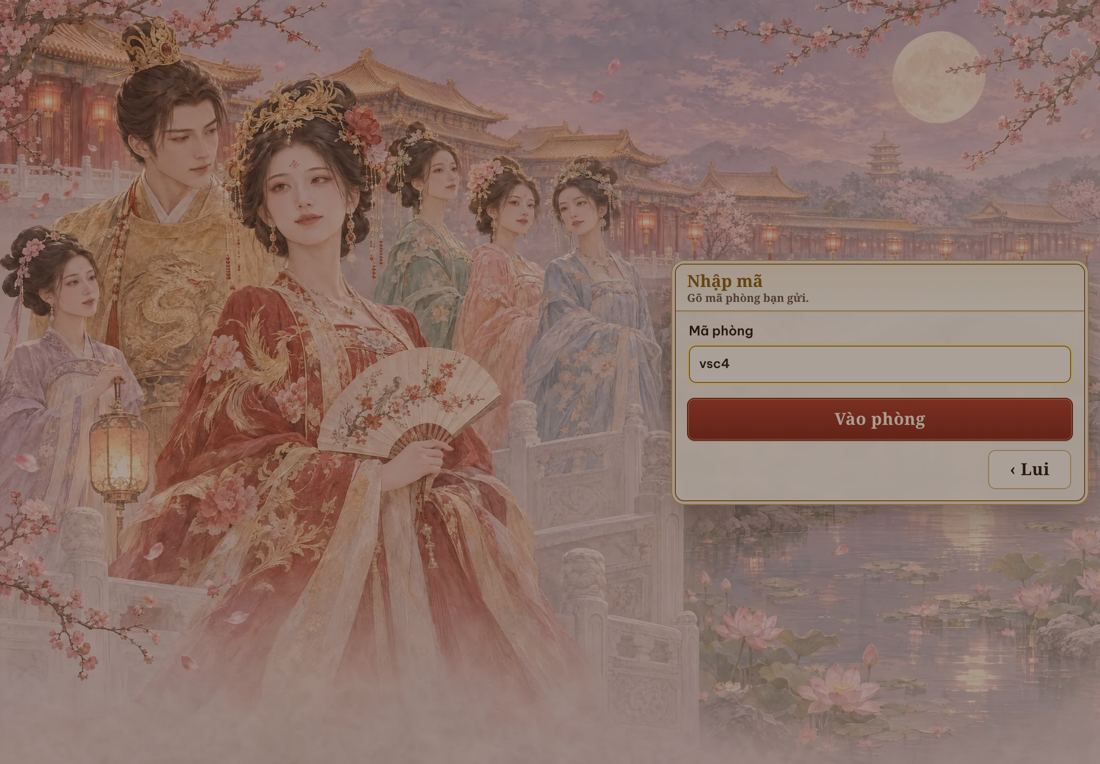 Nhập mã
Gõ mã phòng bạn gửi.
Mã phòng
vsc4
Vào phòng
‹ Lui